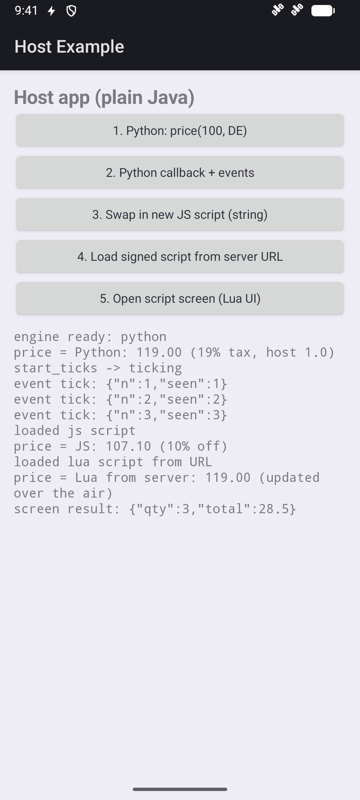 9:41
Host Example
Host app (plain Java)
1. Python: price(100, DE)
2. Python callback + events
3. Swap in new JS script (string)
4. Load signed script from server URL
5. Open script screen (Lua UI)
engine ready: python
price = Python: 119.00 (19% tax, host 1.0)
start_ticks -> ticking
event tick: {"n":1,"seen":1}
event tick: {"n":2,"seen":2}
event tick: {"n":3,"seen":3}
loaded js script
price = JS: 107.10 (10% off)
loaded lua script from URL
price = Lua from server: 119.00 (updated
over the air)
screen result: {"qty":3,"total":28.5}